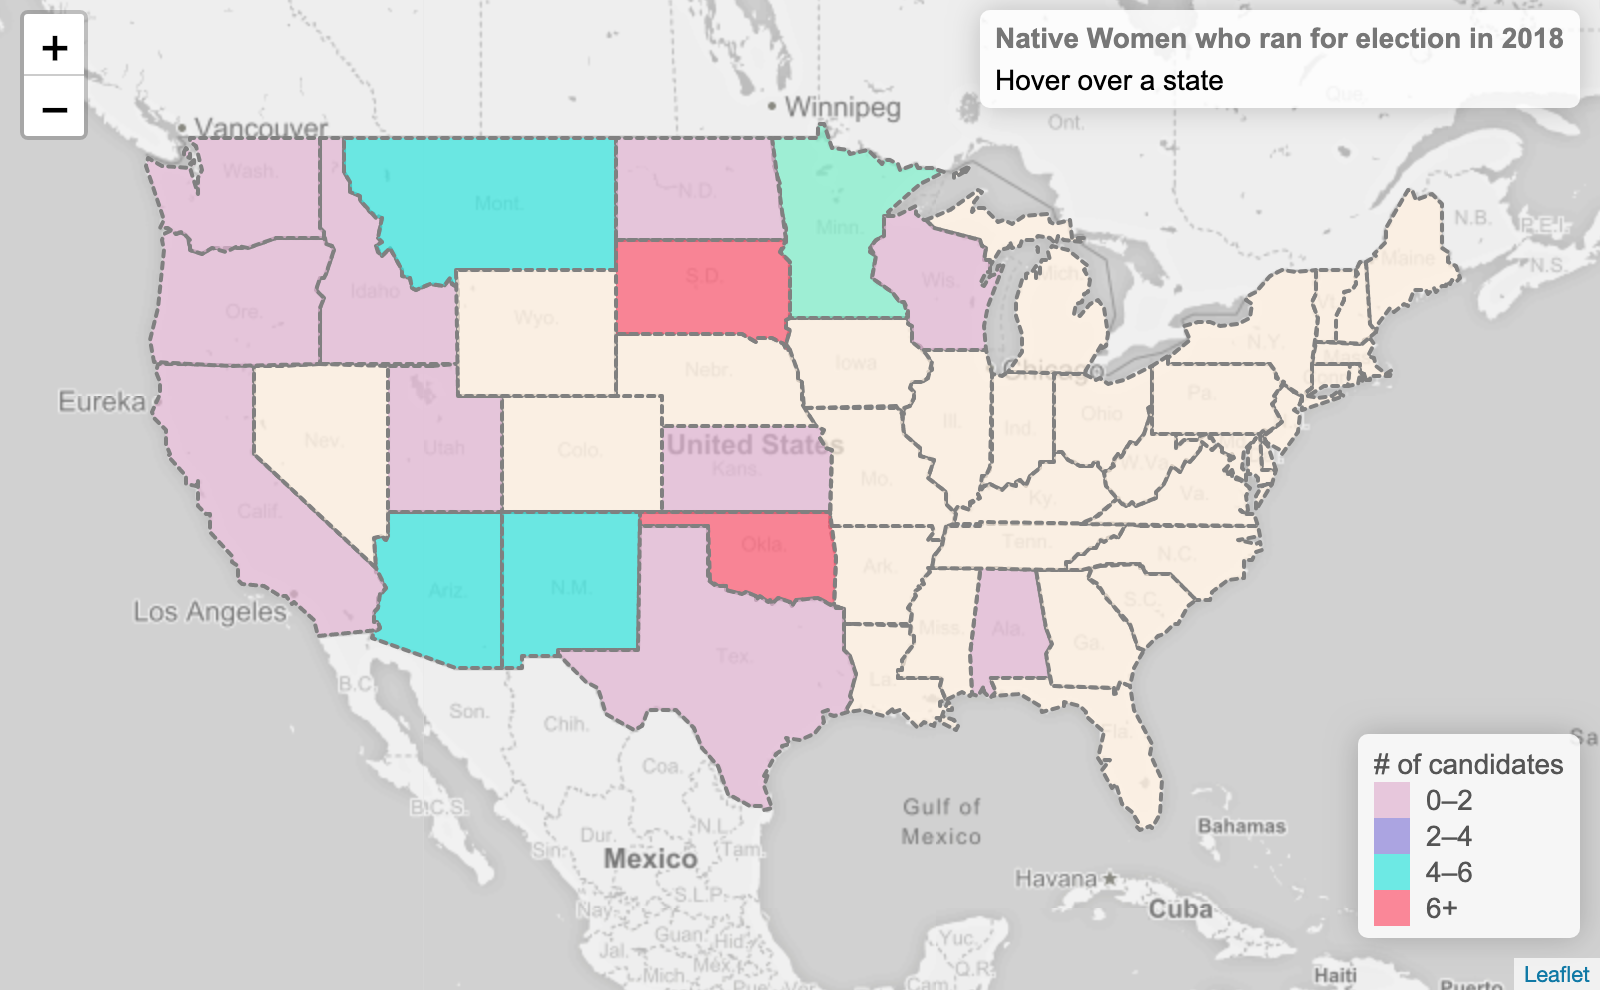 +
−
Native Women who ran for election in 2018
Hover over a state
Que.
Ont.
Winnipeg
Vancouver
Wash.
Mont.
N.D.
Minn.
N.B.
P.E.I.
N.S.
Maine
Ore.
Idaho
S.D.
Wis.
Mich.
Vt.
Wyo.
N.Y.
Mass.
Conn.
Iowa
Nebr.
Chicago
Eureka
Pa.
Nev.
Utah
Colo.
United States
Kans.
Ill.
Ind.
Ohio
Mo.
W.Va.
Va.
Ky.
Calif.
Okla.
Ark.
Tenn.
N.C.
Ariz.
N.M.
S.C.
Los Angeles
Miss.
Ala.
Ga.
Tex.
La.
Fla.
B.C.
Son.
Chih.
Coa.
# of candidates
0–2
2–4
4–6
6+
B.C.S.
Gulf of
Mexico
Bahamas
N.L.
Dur.
Sin.
Tam.
Mexico
Havana
S.L.P.
Cuba
Nay.
Guan.
Hid.
Yuc.
Jal.
Mich.
Méx.
Q.R.
Cam.
Pue.
Ver.
Haiti
Puerto
Leaflet